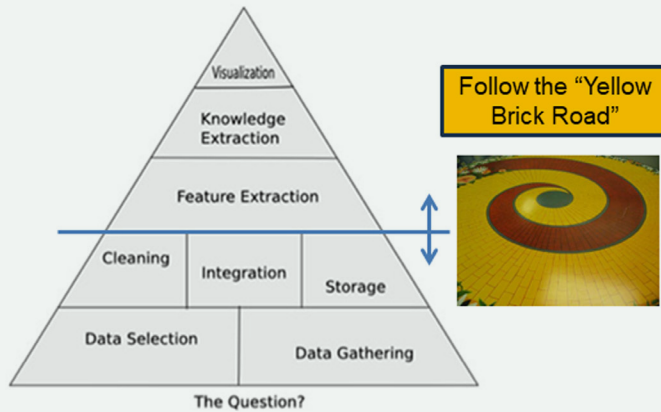 Visualization
Knowledge
Extraction
Feature Extraction
Cleaning
Integration
Storage
Data Selection
Data Gathering
The Question?
Follow the “Yellow
Brick Road”